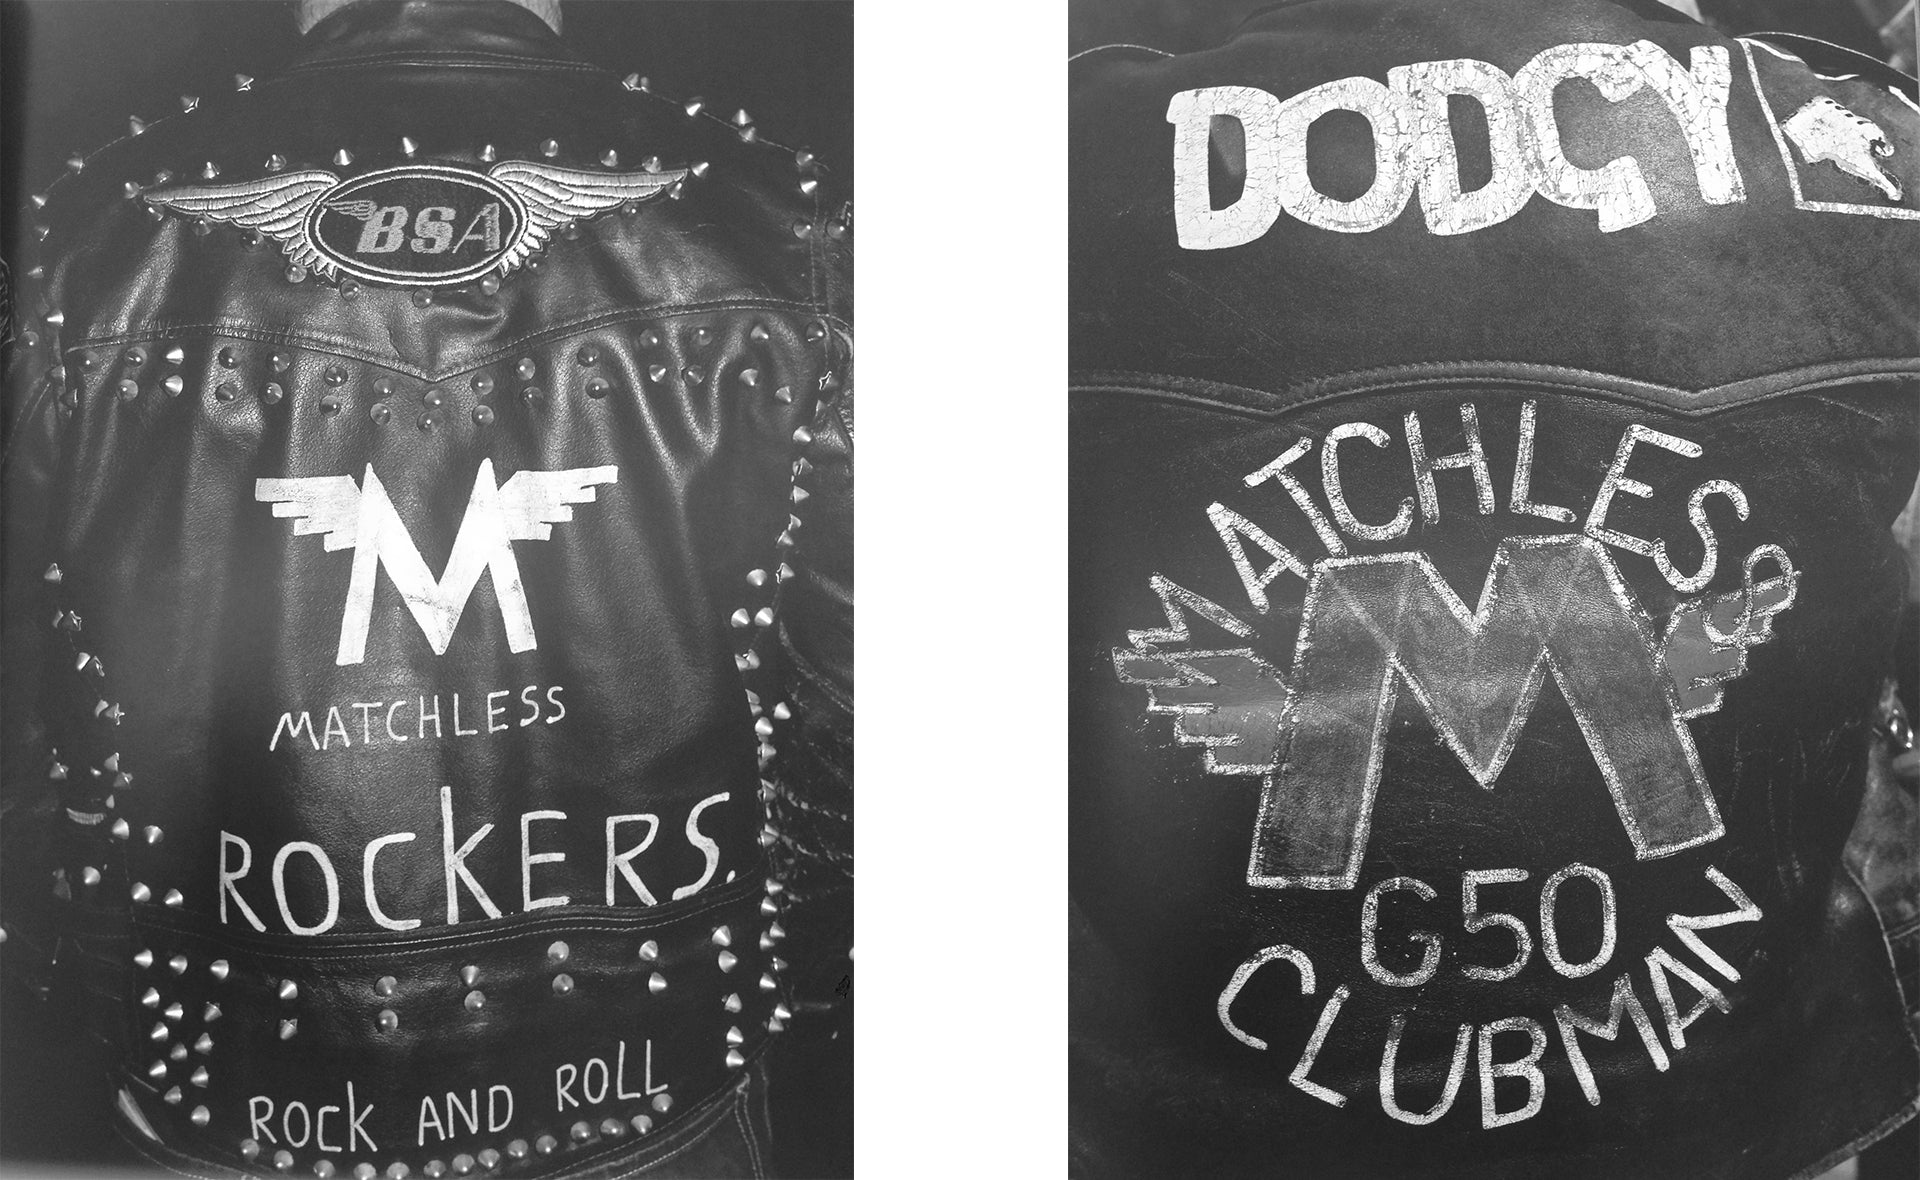 BSA
M
MATCHLESS
ROCKERS.
ROCK AND ROLL
DODGY
MATCHLESS
M
G50
CLUBMAN